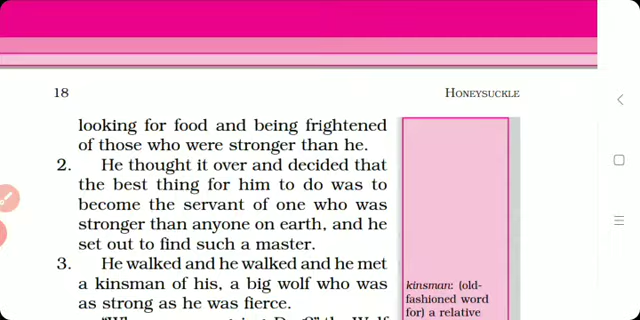 18
HONEYSUCKLE
looking for food and being frightened
of those who were stronger than he.
2. He thought it over and decided that
the best thing for him to do was to
become the servant of one who was
stronger than anyone on earth, and he
set out to find such a master.
3. He walked and he walked and he met
a kinsman of his, a big wolf who was
as strong as he was fierce.
kinsman: (old-
fashioned word
for) a relative